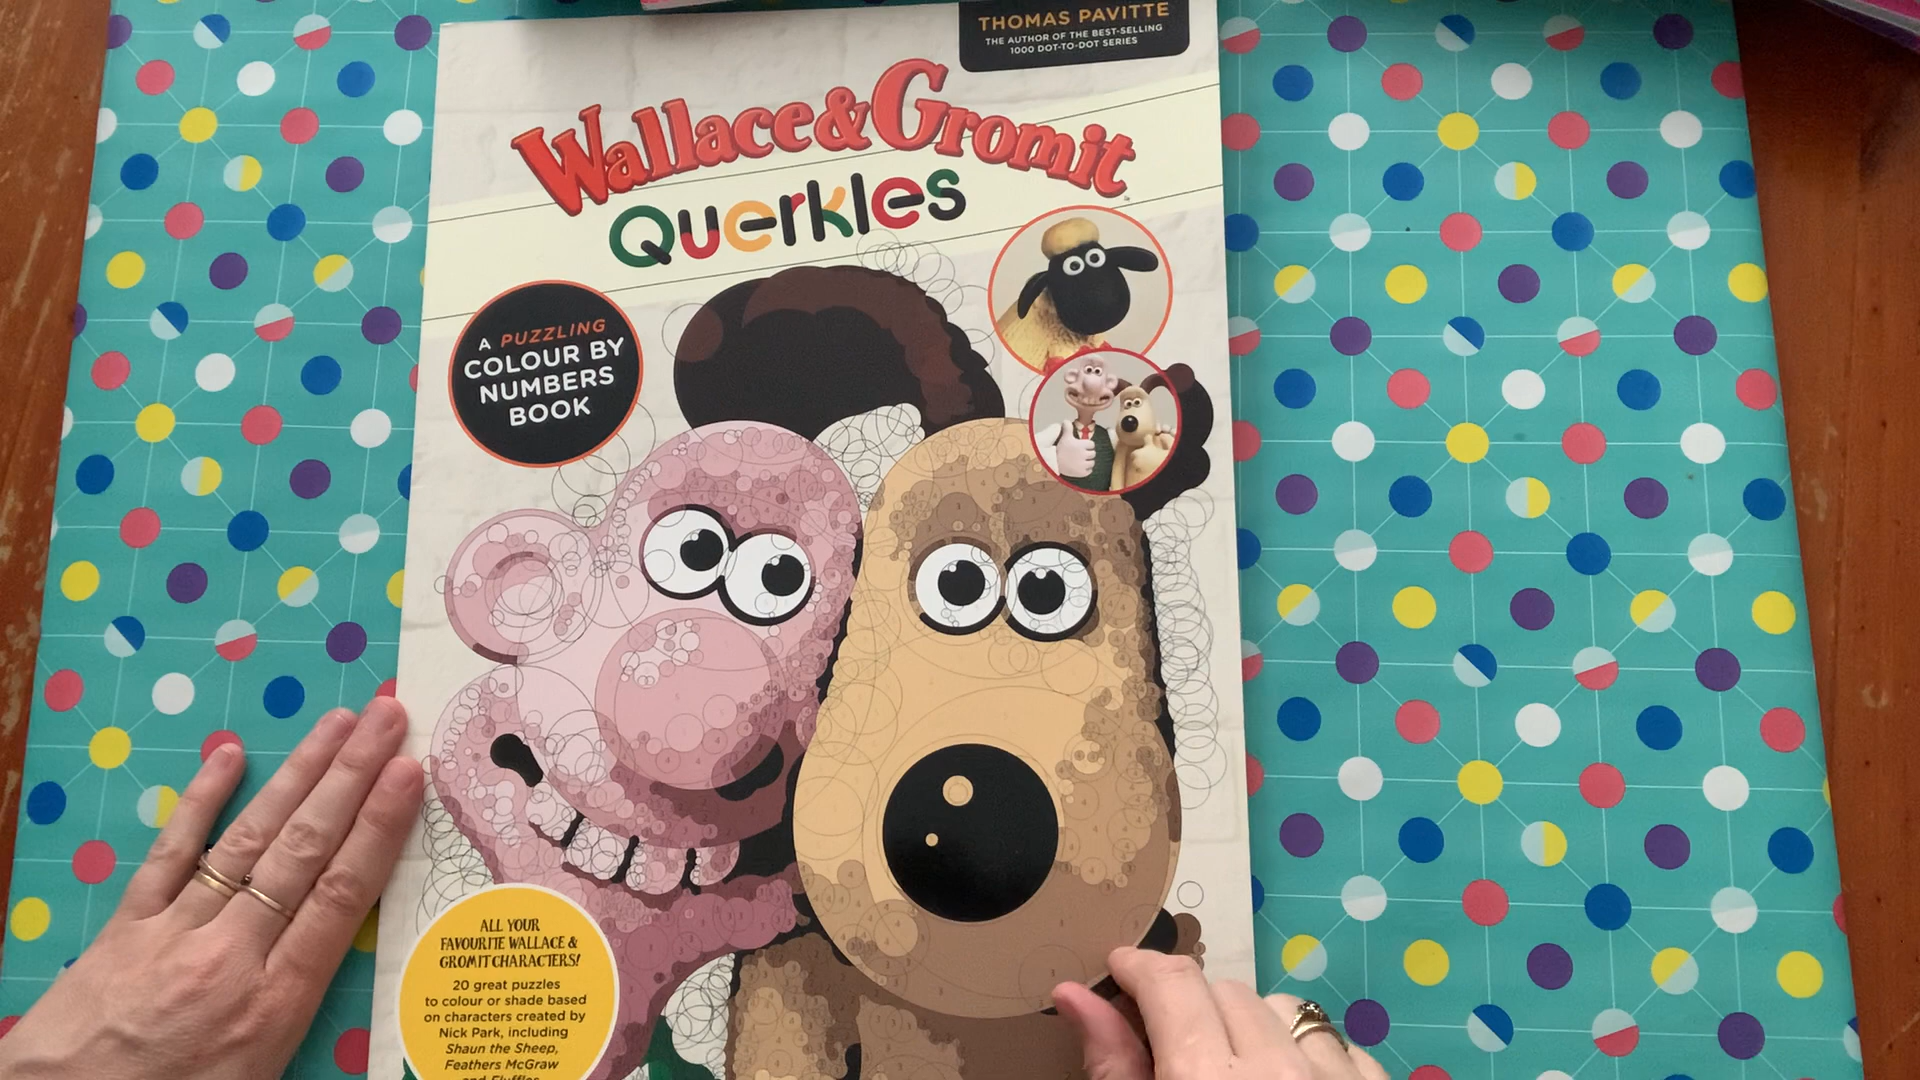 THOMAS PAVITTE
THE AUTHOR OF THE BEST-SELLING
1000 DOT-TO-DOT SERIES
Wallace & Gromit
Querkles
A PUZZLING
COLOUR BY
NUMBERS
BOOK
ALL YOUR
FAVOURITE WALLACE &
GROMIT CHARACTERS!
20 great puzzles
to colour or shade based
on characters created by
Nick Park, including
Shaun the Sheep,
Feathers McGraw
and Fluffles